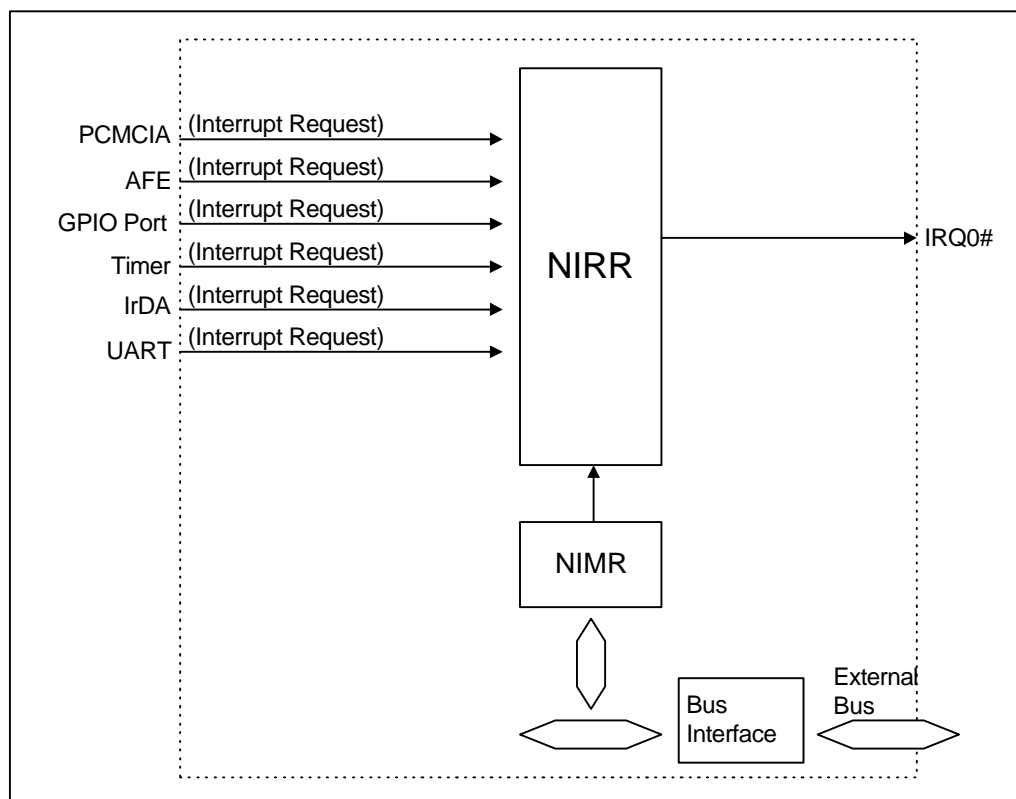 PCMCIA (Interrupt Request)
AFE (Interrupt Request)
GPIO Port (Interrupt Request)
Timer (Interrupt Request)
IrDA (Interrupt Request)
UART (Interrupt Request)
NIRR
IRQ0#
NIMR
Bus
Interface
External
Bus